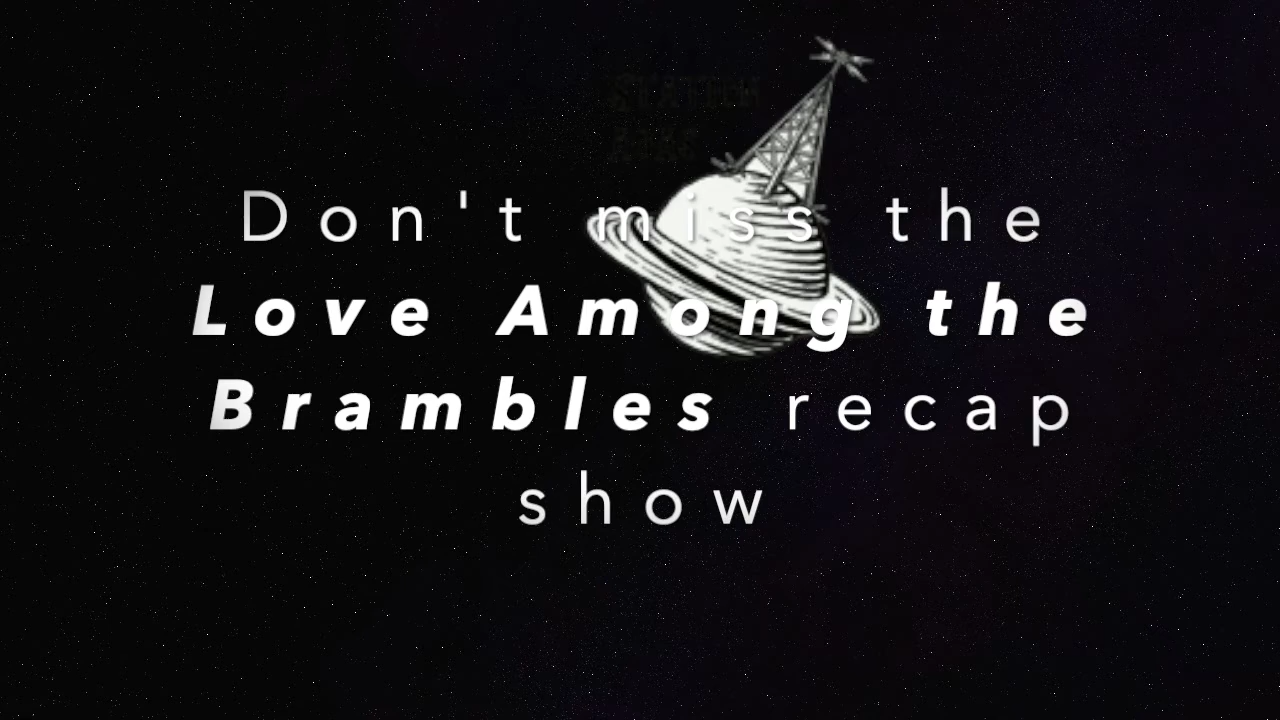 Don't miss the
Love Among the
Brambles recap
show